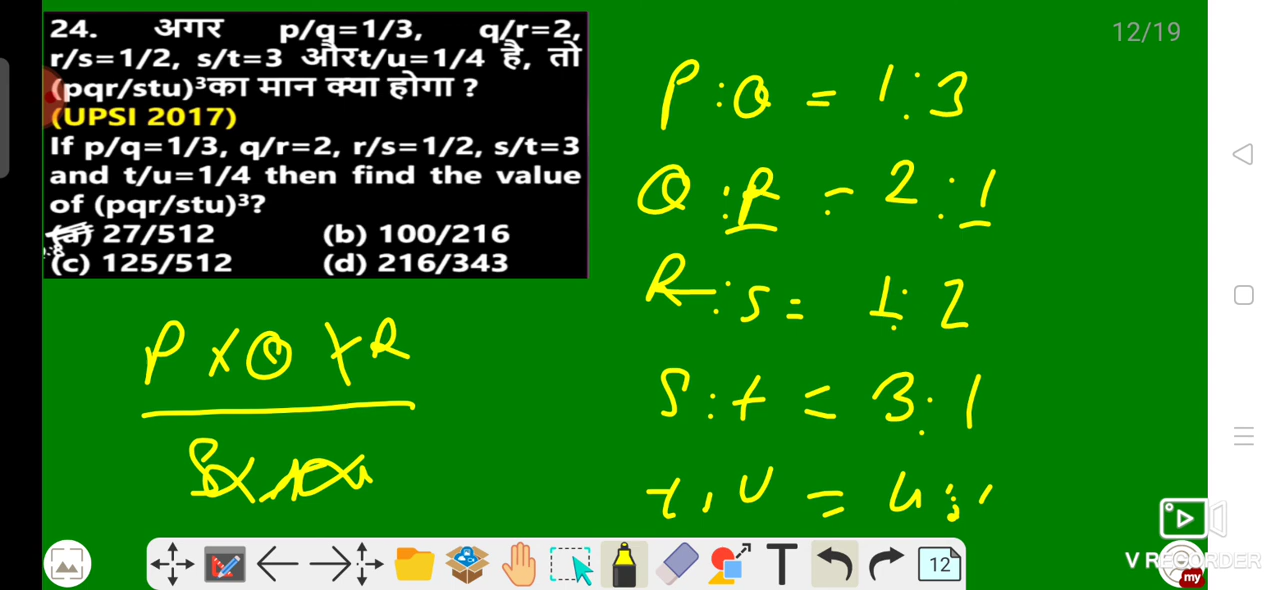 24. अगर p/q=1/3, q/r=2,
r/s=1/2, s/t=3 औरt/u=1/4 है, तो
(pqr/stu)³का मान क्या होगा ?
(UPSI 2017)
If p/q=1/3, q/r=2, r/s=1/2, s/t=3
and t/u=1/4 then find the value
of (pqr/stu)³?
(a) 27/512 (b) 100/216
(c) 125/512 (d) 216/343
P × Q × R
12/19
P : Q = 1 : 3
Q : R = 2 : 1
R : S = 1 : 2
S : t = 3 : 1
t : U = 4 :
T
12
V RECORDER
my